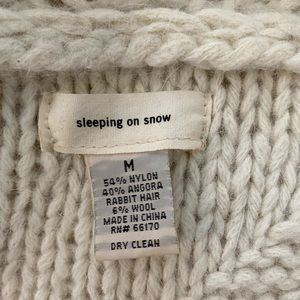 sleeping on snow
M
54% NYLON
40% ANGORA
RABBIT HAIR
6% WOOL
MADE IN CHINA
RN# 66170
DRY CLEAN